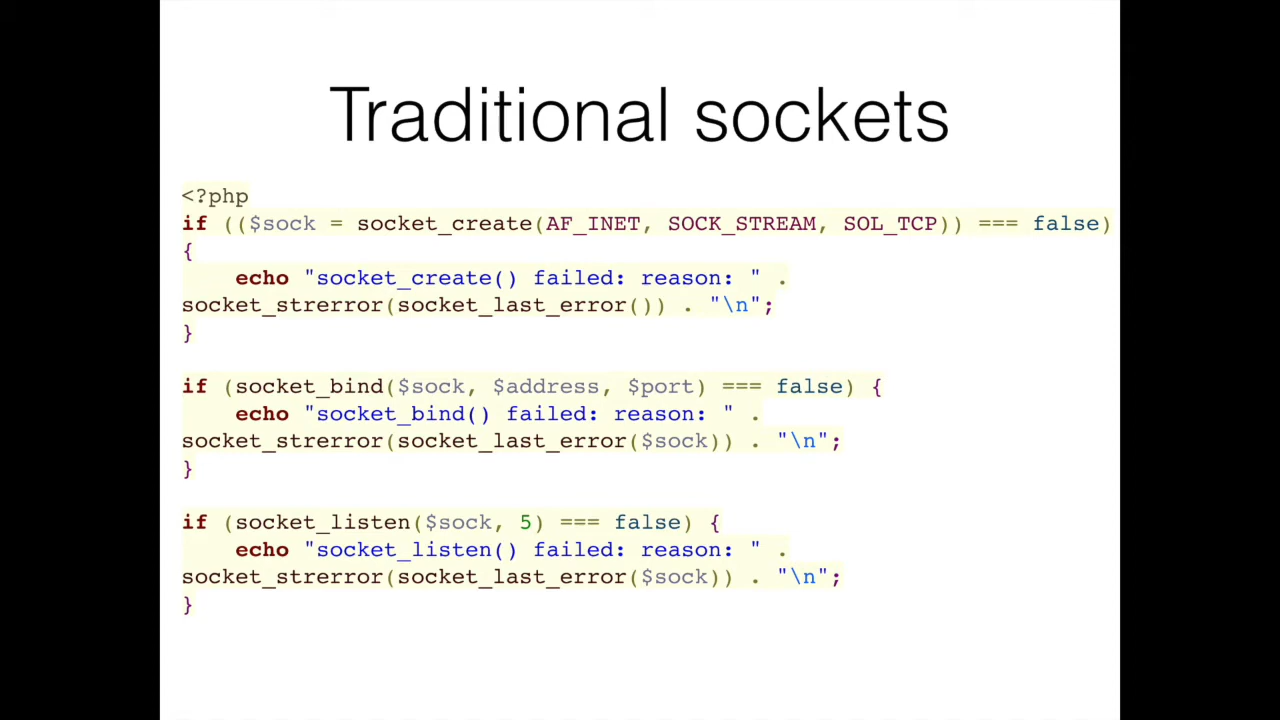 Traditional sockets
<?php
if (($sock = socket_create(AF_INET, SOCK_STREAM, SOL_TCP)) === false)
{
    echo "socket_create() failed: reason: " .
socket_strerror(socket_last_error()) . "\n";
}
if (socket_bind($sock, $address, $port) === false) {
    echo "socket_bind() failed: reason: " .
socket_strerror(socket_last_error($sock)) . "\n";
}
if (socket_listen($sock, 5) === false) {
    echo "socket_listen() failed: reason: " .
socket_strerror(socket_last_error($sock)) . "\n";
}